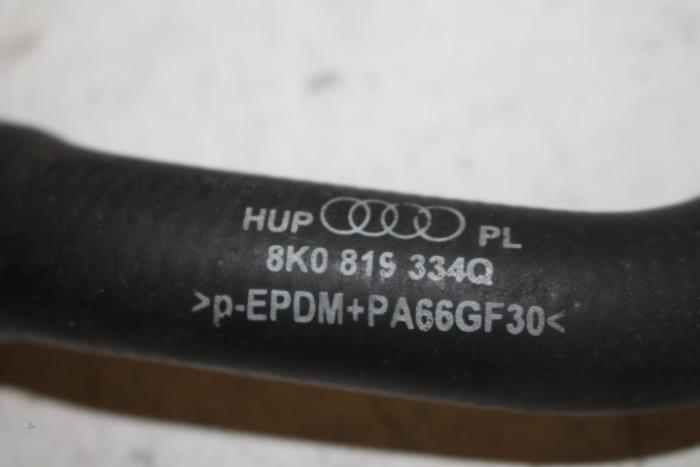 HUP PL
8K0 819 334Q
>p-EPDM+PA66GF30<